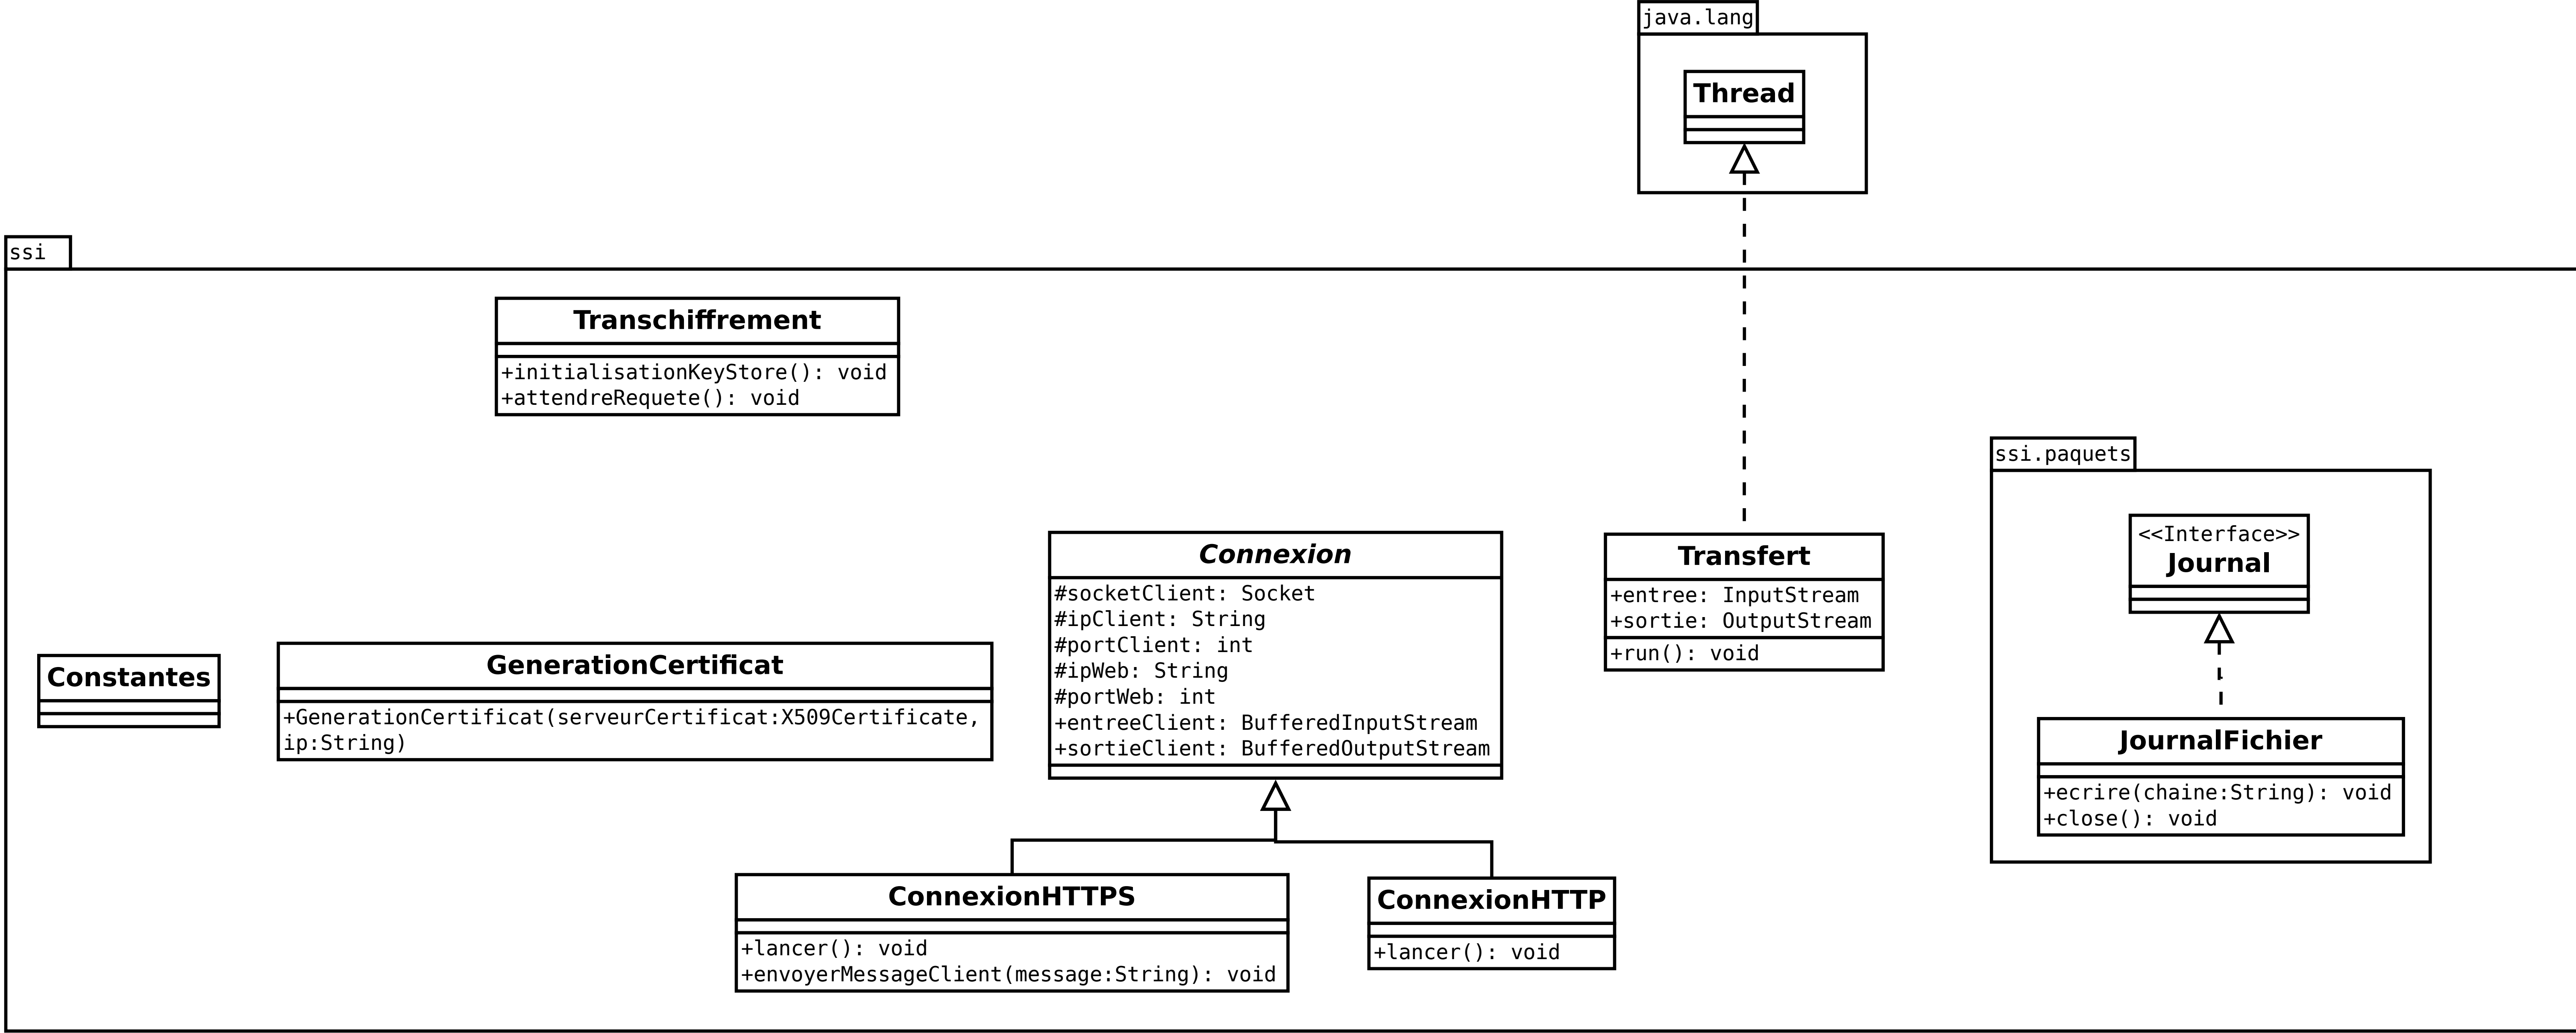 java.lang
Thread
ssi
Transchiffrement
+initialisationKeyStore(): void
+attendreRequete(): void
ssi.paquets
<<Interface>>
Journal
Connexion
#socketClient: Socket
#ipClient: String
#portClient: int
#ipWeb: String
#portWeb: int
+entreeClient: BufferedInputStream
+sortieClient: BufferedOutputStream
Transfert
+entree: InputStream
+sortie: OutputStream
+run(): void
Constantes
GenerationCertificat
+GenerationCertificat(serveurCertificat:X509Certificate,
ip:String)
JournalFichier
+ecrire(chaine:String): void
+close(): void
ConnexionHTTPS
+lancer(): void
+envoyerMessageClient(message:String): void
ConnexionHTTP
+lancer(): void